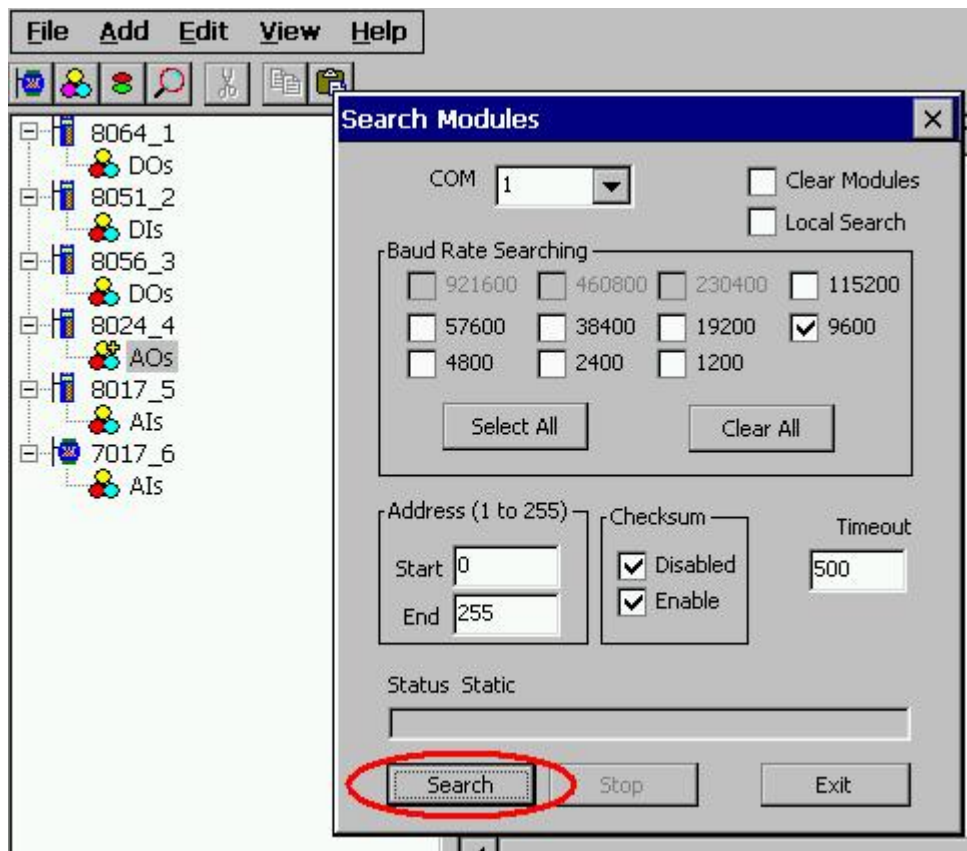 File Add Edit View Help
8064_1
DOs
8051_2
DIs
8056_3
DOs
8024_4
AOs
8017_5
AIs
7017_6
AIs
Search Modules
COM 1
Clear Modules
Local Search
Baud Rate Searching
921600 460800 230400 115200
57600 38400 19200 9600
4800 2400 1200
Select All Clear All
Address (1 to 255)
Start 0
End 255
Checksum
Disabled
Enable
Timeout
500
Status Static
Search Stop Exit